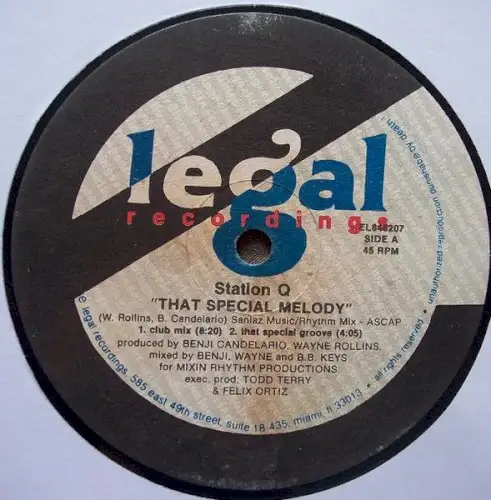 legal
recordings
EL848207
SIDE A
45 RPM
Station Q
"THAT SPECIAL MELODY"
(W. Rollins, B. Candelario) Sanlaz Music/Rhythm Mix - ASCAP
1. club mix (8:20) 2. that special groove (4:05)
produced by BENJI CANDELARIO, WAYNE ROLLINS.
mixed by BENJI, WAYNE and B.B. KEYS
for MIXIN RHYTHM PRODUCTIONS
exec. prod: TODD TERRY
& FELIX ORTIZ
© legal recordings, 585 east 49th street, suite 18-435, miami, fl 33013 • all rights reserved • unauthorized reproduction punishable by death!